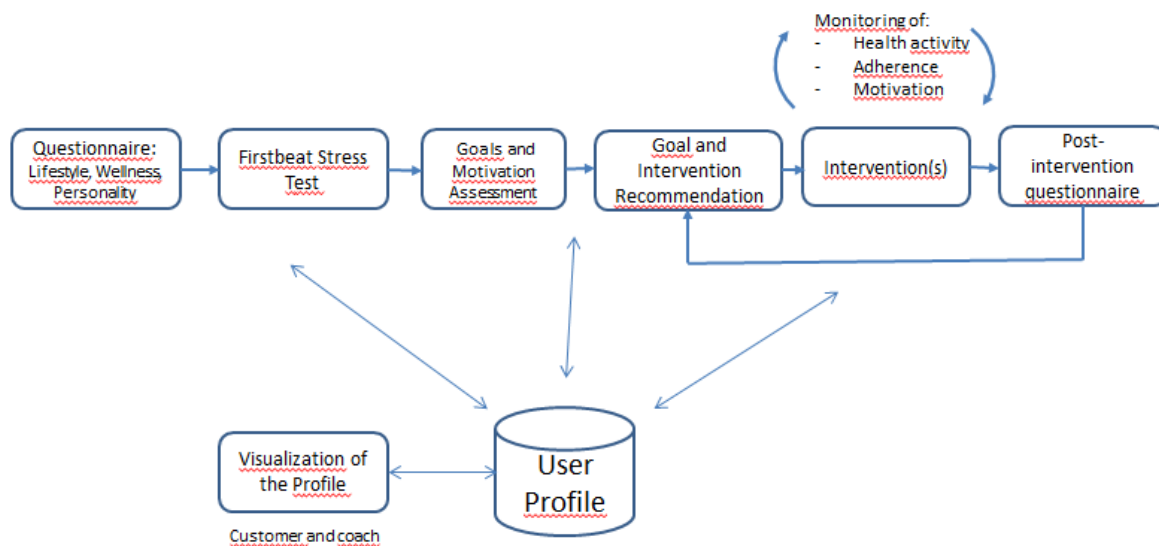 Monitoring of:
- Health activity
- Adherence
- Motivation
Questionnaire:
Lifestyle, Wellness,
Personality
Firstbeat Stress
Test
Goals and
Motivation
Assessment
Goal and
Intervention
Recommendation
Intervention(s)
Post-
intervention
questionnaire
Visualization of
the Profile
Customer and coach
User
Profile